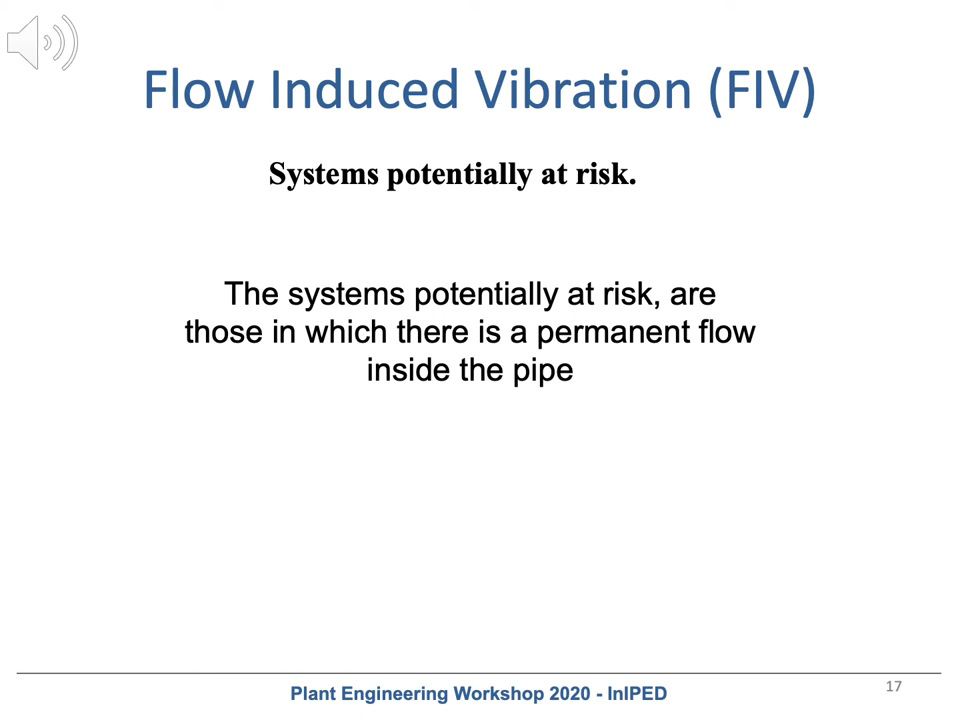 Flow Induced Vibration (FIV)
Systems potentially at risk.
The systems potentially at risk, are
those in which there is a permanent flow
inside the pipe
Plant Engineering Workshop 2020 - InIPED
17